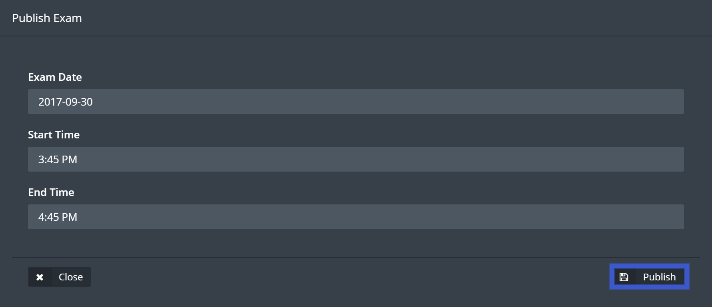 Publish Exam
Exam Date
2017-09-30
Start Time
3:45 PM
End Time
4:45 PM
Close
Publish